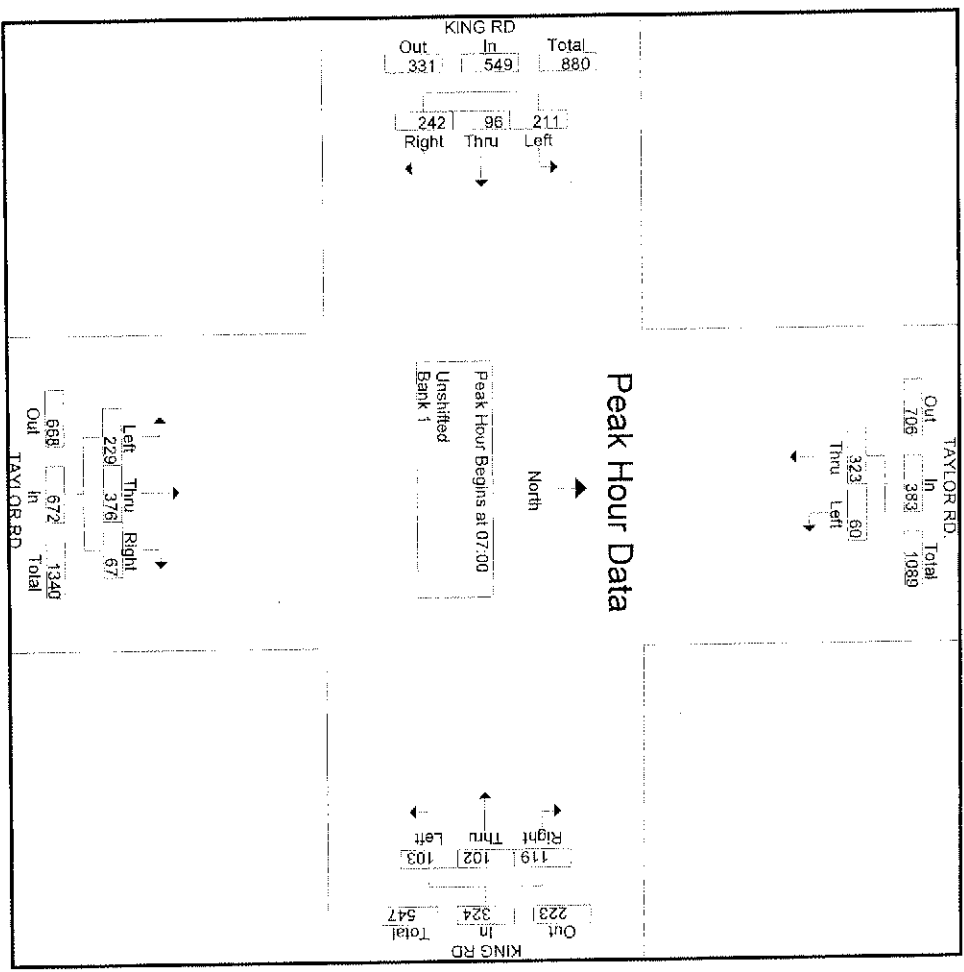 KING RD
Out In Total
331 549 880
242 96 211
Right Thru Left
TAYLOR RD.
Out In Total
706 383 1089
323 60
Thru Left
Peak Hour Data
North
Peak Hour Begins at 07:00
Unshifted
Bank 1
Left Thru Right
229 376 67
668 672 1340
Out In Total
TAYLOR RD
Right Thru Left
119 102 103
223 324 547
Out In Total
KING RD